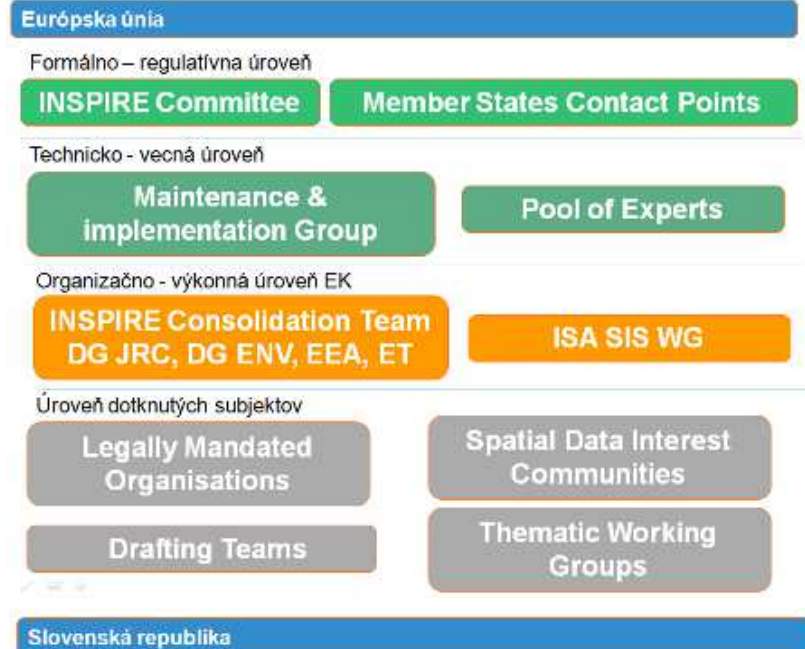 Európska únia
Formálno – regulatívna úroveň
INSPIRE Committee
Member States Contact Points
Technicko - vecná úroveň
Maintenance &
implementation Group
Pool of Experts
Organizačno - výkonná úroveň EK
INSPIRE Consolidation Team
DG JRC, DG ENV, EEA, ET
ISA SIS WG
Úroveň dotknutých subjektov
Legally Mandated
Organisations
Spatial Data Interest
Communities
Drafting Teams
Thematic Working
Groups
Slovenská republika